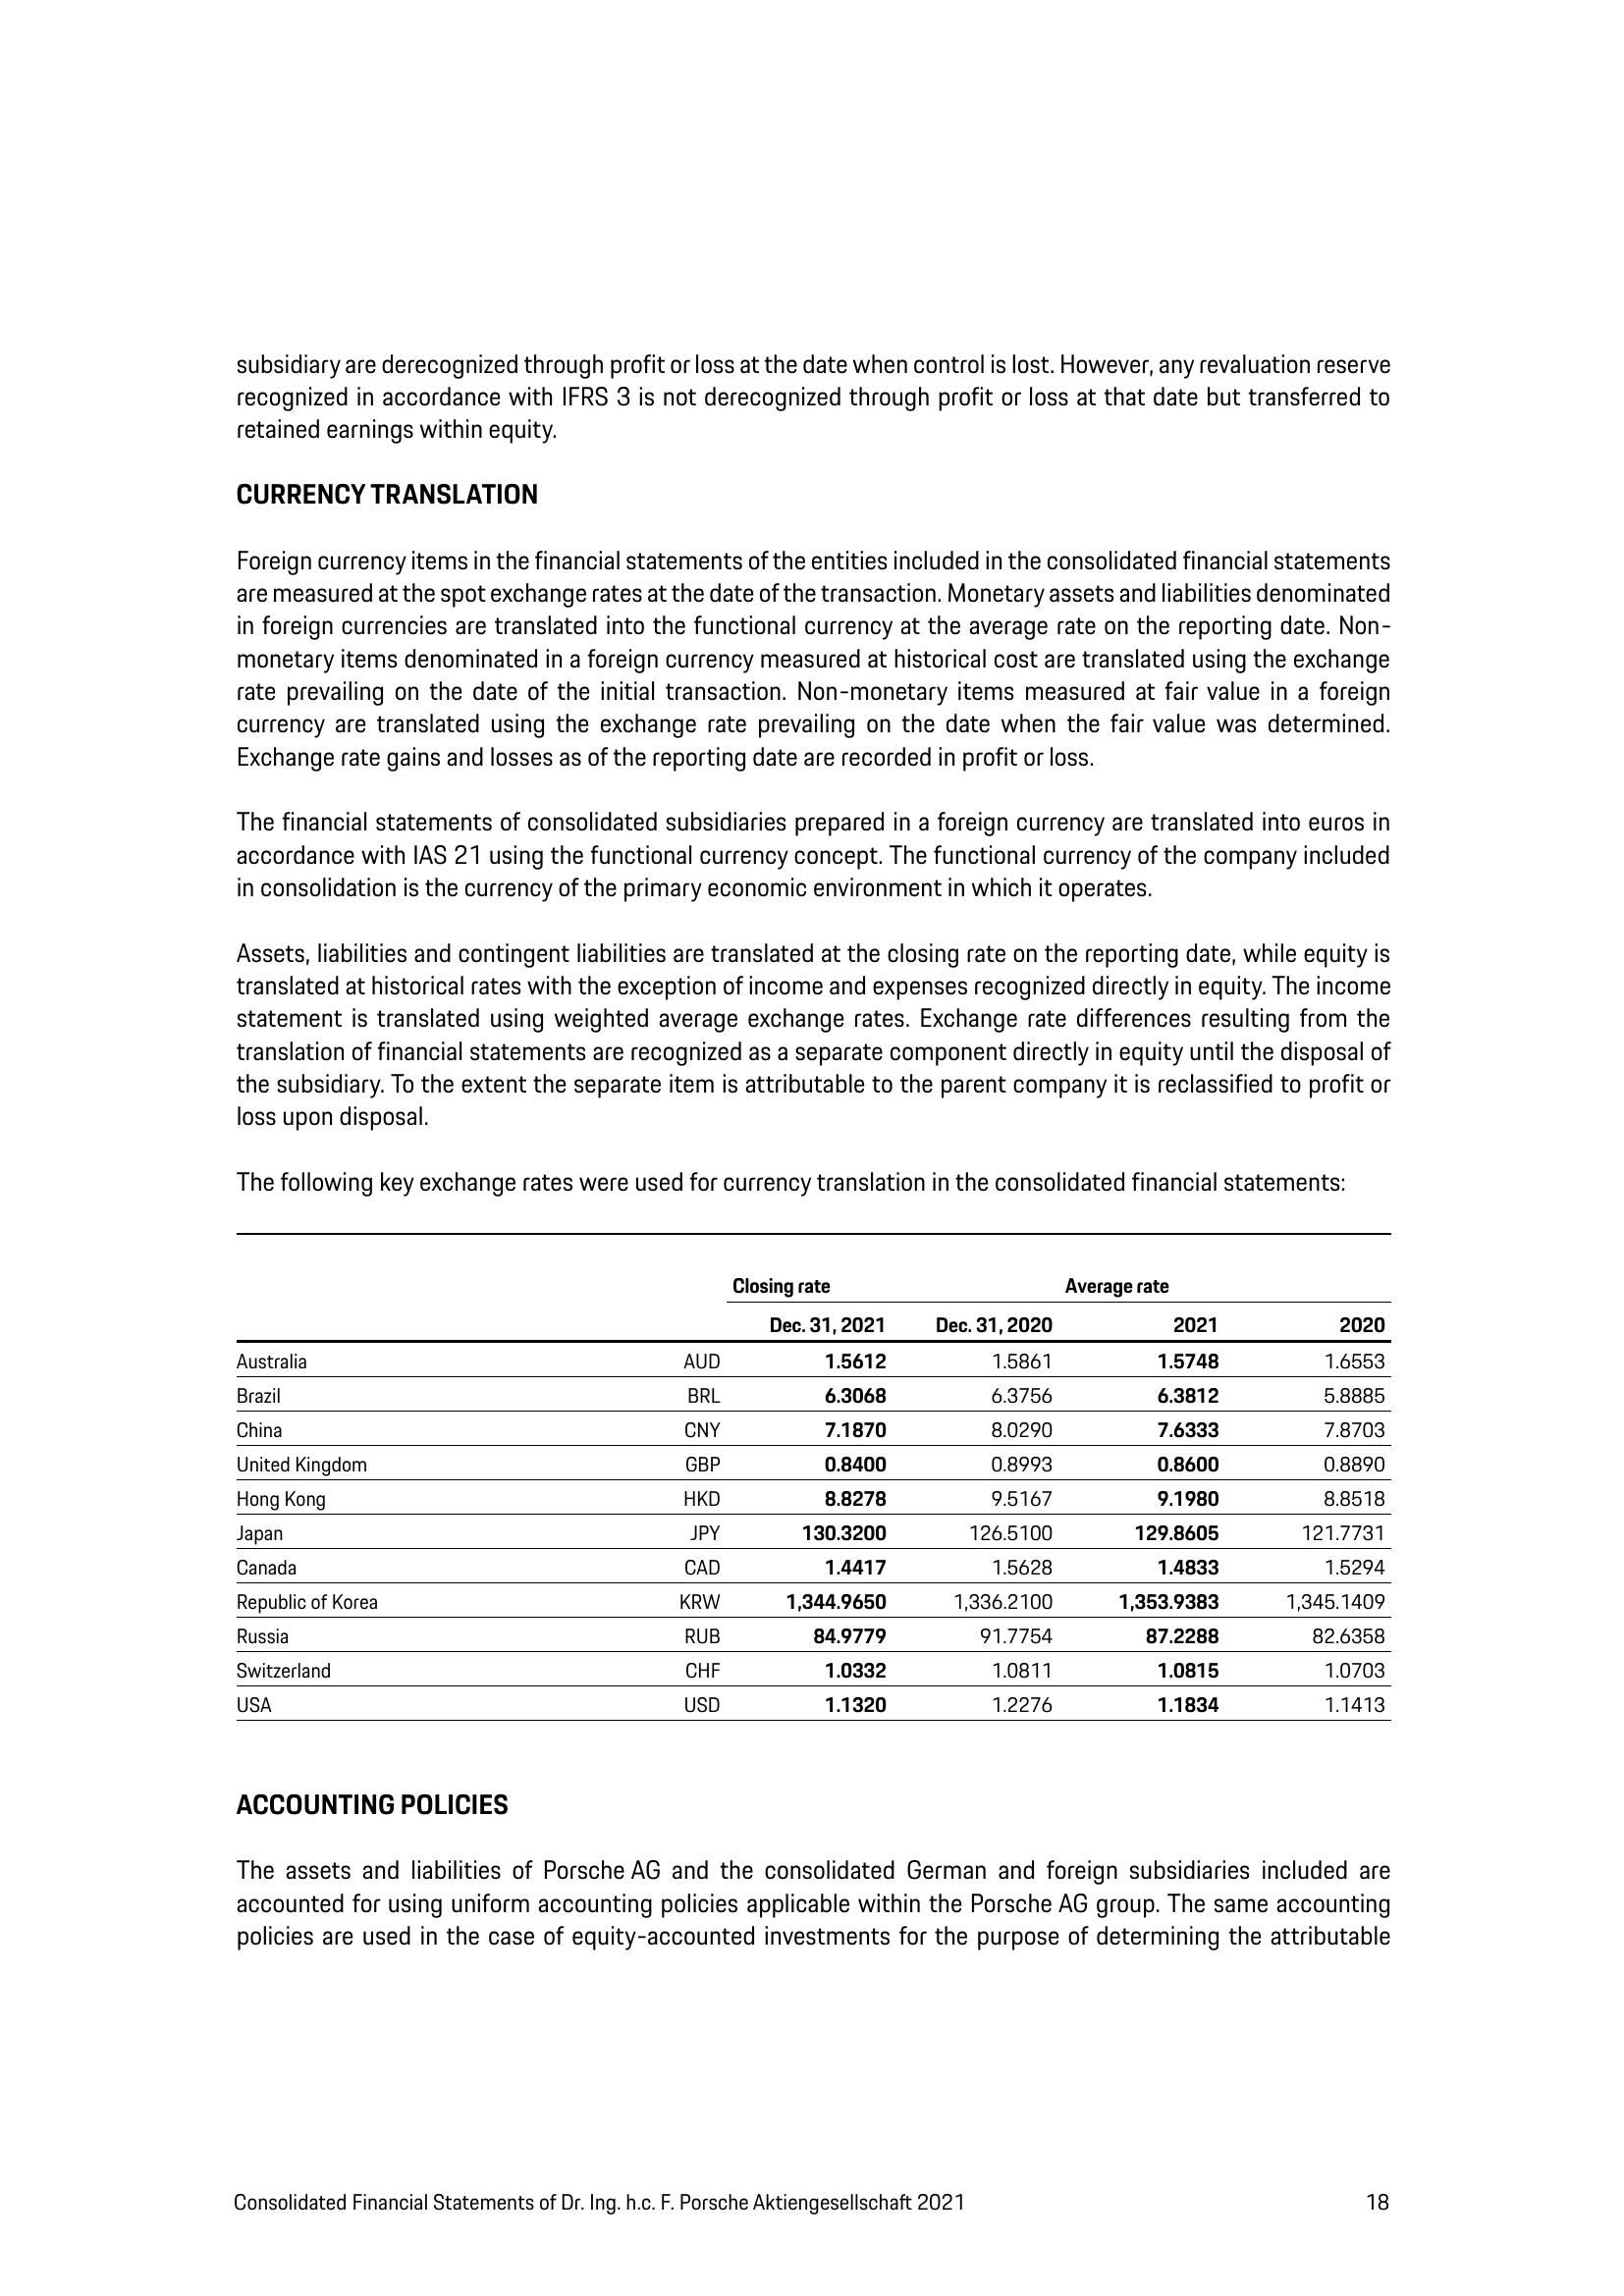 subsidiary are derecognized through profit or loss at the date when control is lost. However, any revaluation reserve
recognized in accordance with IFRS 3 is not derecognized through profit or loss at that date but transferred to
retained earnings within equity.
CURRENCY TRANSLATION
Foreign currency items in the financial statements of the entities included in the consolidated financial statements
are measured at the spot exchange rates at the date of the transaction. Monetary assets and liabilities denominated
in foreign currencies are translated into the functional currency at the average rate on the reporting date. Non-
monetary items denominated in a foreign currency measured at historical cost are translated using the exchange
rate prevailing on the date of the initial transaction. Non-monetary items measured at fair value in a foreign
currency are translated using the exchange rate prevailing on the date when the fair value was determined.
Exchange rate gains and losses as of the reporting date are recorded in profit or loss.
The financial statements of consolidated subsidiaries prepared in a foreign currency are translated into euros in
accordance with IAS 21 using the functional currency concept. The functional currency of the company included
in consolidation is the currency of the primary economic environment in which it operates.
Assets, liabilities and contingent liabilities are translated at the closing rate on the reporting date, while equity is
translated at historical rates with the exception of income and expenses recognized directly in equity. The income
statement is translated using weighted average exchange rates. Exchange rate differences resulting from the
translation of financial statements are recognized as a separate component directly in equity until the disposal of
the subsidiary. To the extent the separate item is attributable to the parent company it is reclassified to profit or
loss upon disposal.
The following key exchange rates were used for currency translation in the consolidated financial statements:
Closing rate Average rate
Dec. 31, 2021 Dec. 31, 2020 2021 2020
Australia AUD 1.5612 1.5861 1.5748 1.6553
Brazil BRL 6.3068 6.3756 6.3812 5.8885
China CNY 7.1870 8.0290 7.6333 7.8703
United Kingdom GBP 0.8400 0.8993 0.8600 0.8890
Hong Kong HKD 8.8278 9.5167 9.1980 8.8518
Japan JPY 130.3200 126.5100 129.8605 121.7731
Canada CAD 1.4417 1.5628 1.4833 1.5294
Republic of Korea KRW 1,344.9650 1,336.2100 1,353.9383 1,345.1409
Russia RUB 84.9779 91.7754 87.2288 82.6358
Switzerland CHF 1.0332 1.0811 1.0815 1.0703
USA USD 1.1320 1.2276 1.1834 1.1413
ACCOUNTING POLICIES
The assets and liabilities of Porsche AG and the consolidated German and foreign subsidiaries included are
accounted for using uniform accounting policies applicable within the Porsche AG group. The same accounting
policies are used in the case of equity-accounted investments for the purpose of determining the attributable
Consolidated Financial Statements of Dr. Ing. h.c. F. Porsche Aktiengesellschaft 2021 18